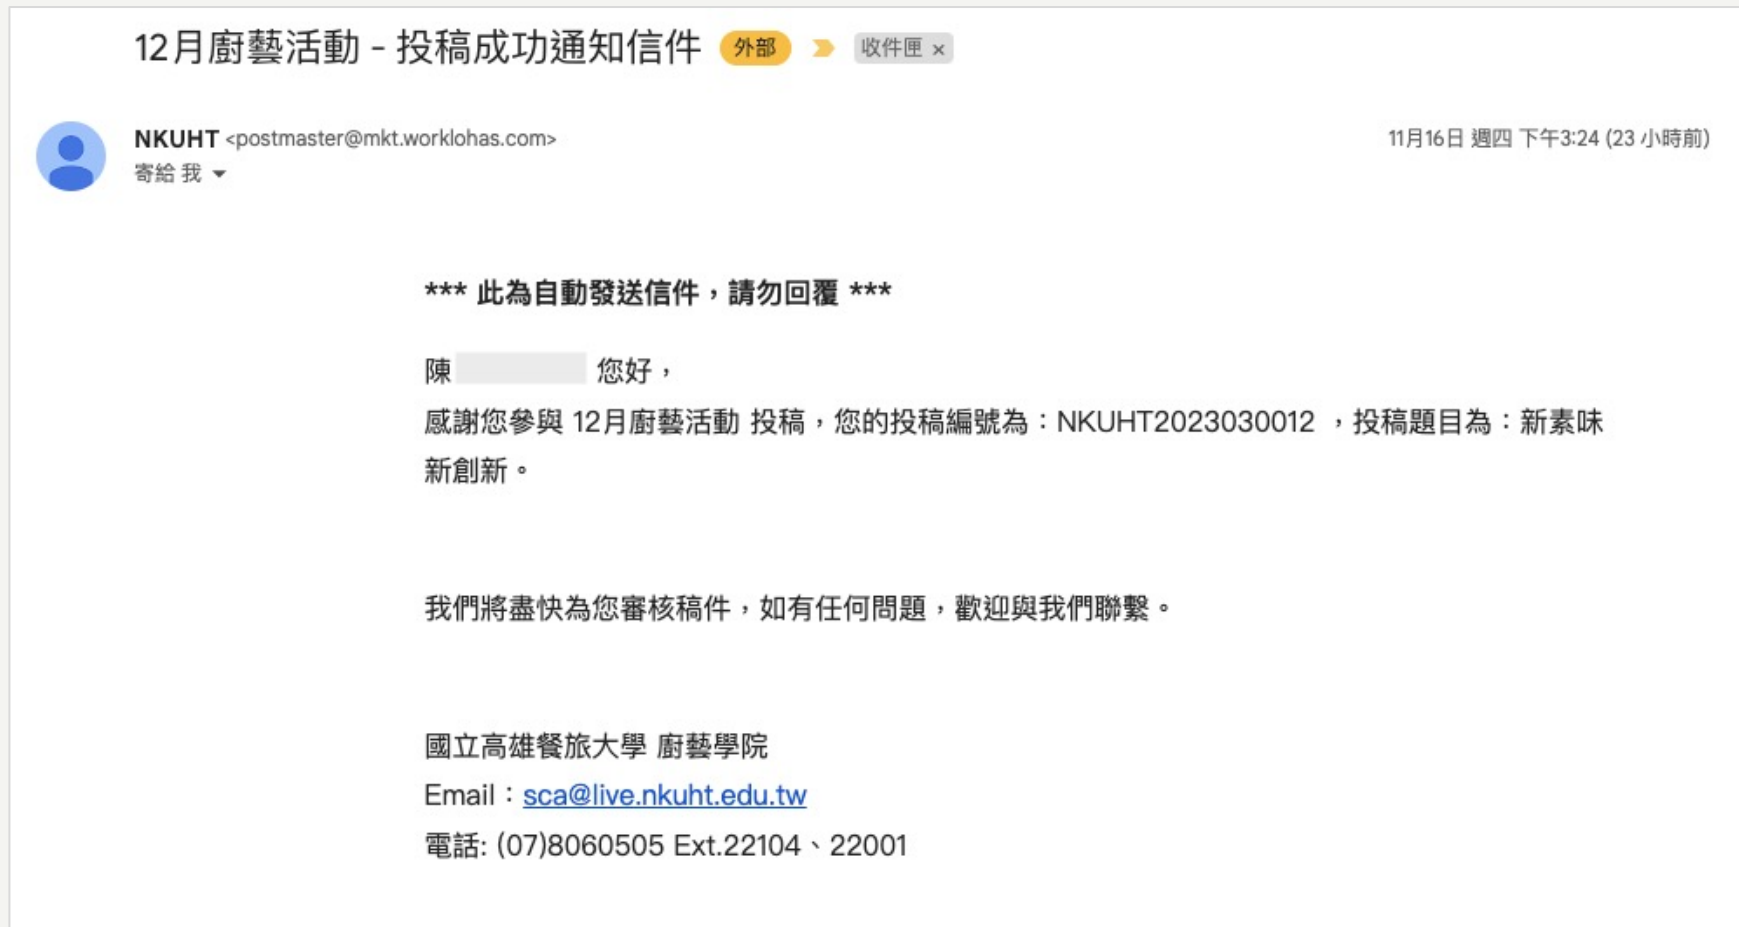 12月廚藝活動 - 投稿成功通知信件 外部 收件匣 ×
NKUHT <postmaster@mkt.worklohas.com> 11月16日 週四 下午3:24 (23 小時前)
寄給 我
*** 此為自動發送信件，請勿回覆 ***
陳 您好，
感謝您參與 12月廚藝活動 投稿，您的投稿編號為：NKUHT2023030012 ，投稿題目為：新素味
新創新。
我們將盡快為您審核稿件，如有任何問題，歡迎與我們聯繫。
國立高雄餐旅大學 廚藝學院
Email：sca@live.nkuht.edu.tw
電話: (07)8060505 Ext.22104、22001